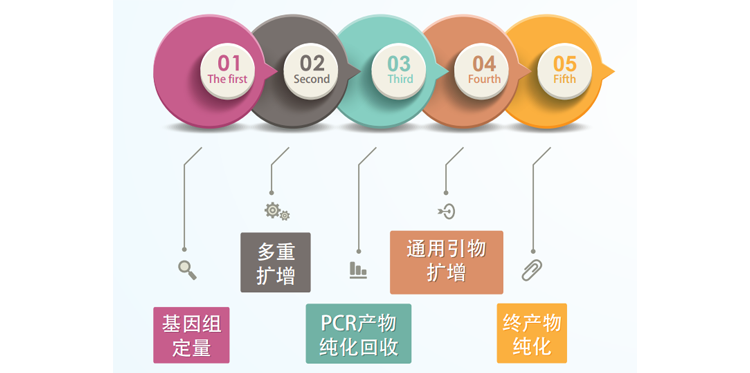 01
The first
02
Second
03
Third
04
Fourth
05
Fifth
基因组
定量
多重
扩增
PCR产物
纯化回收
通用引物
扩增
终产物
纯化